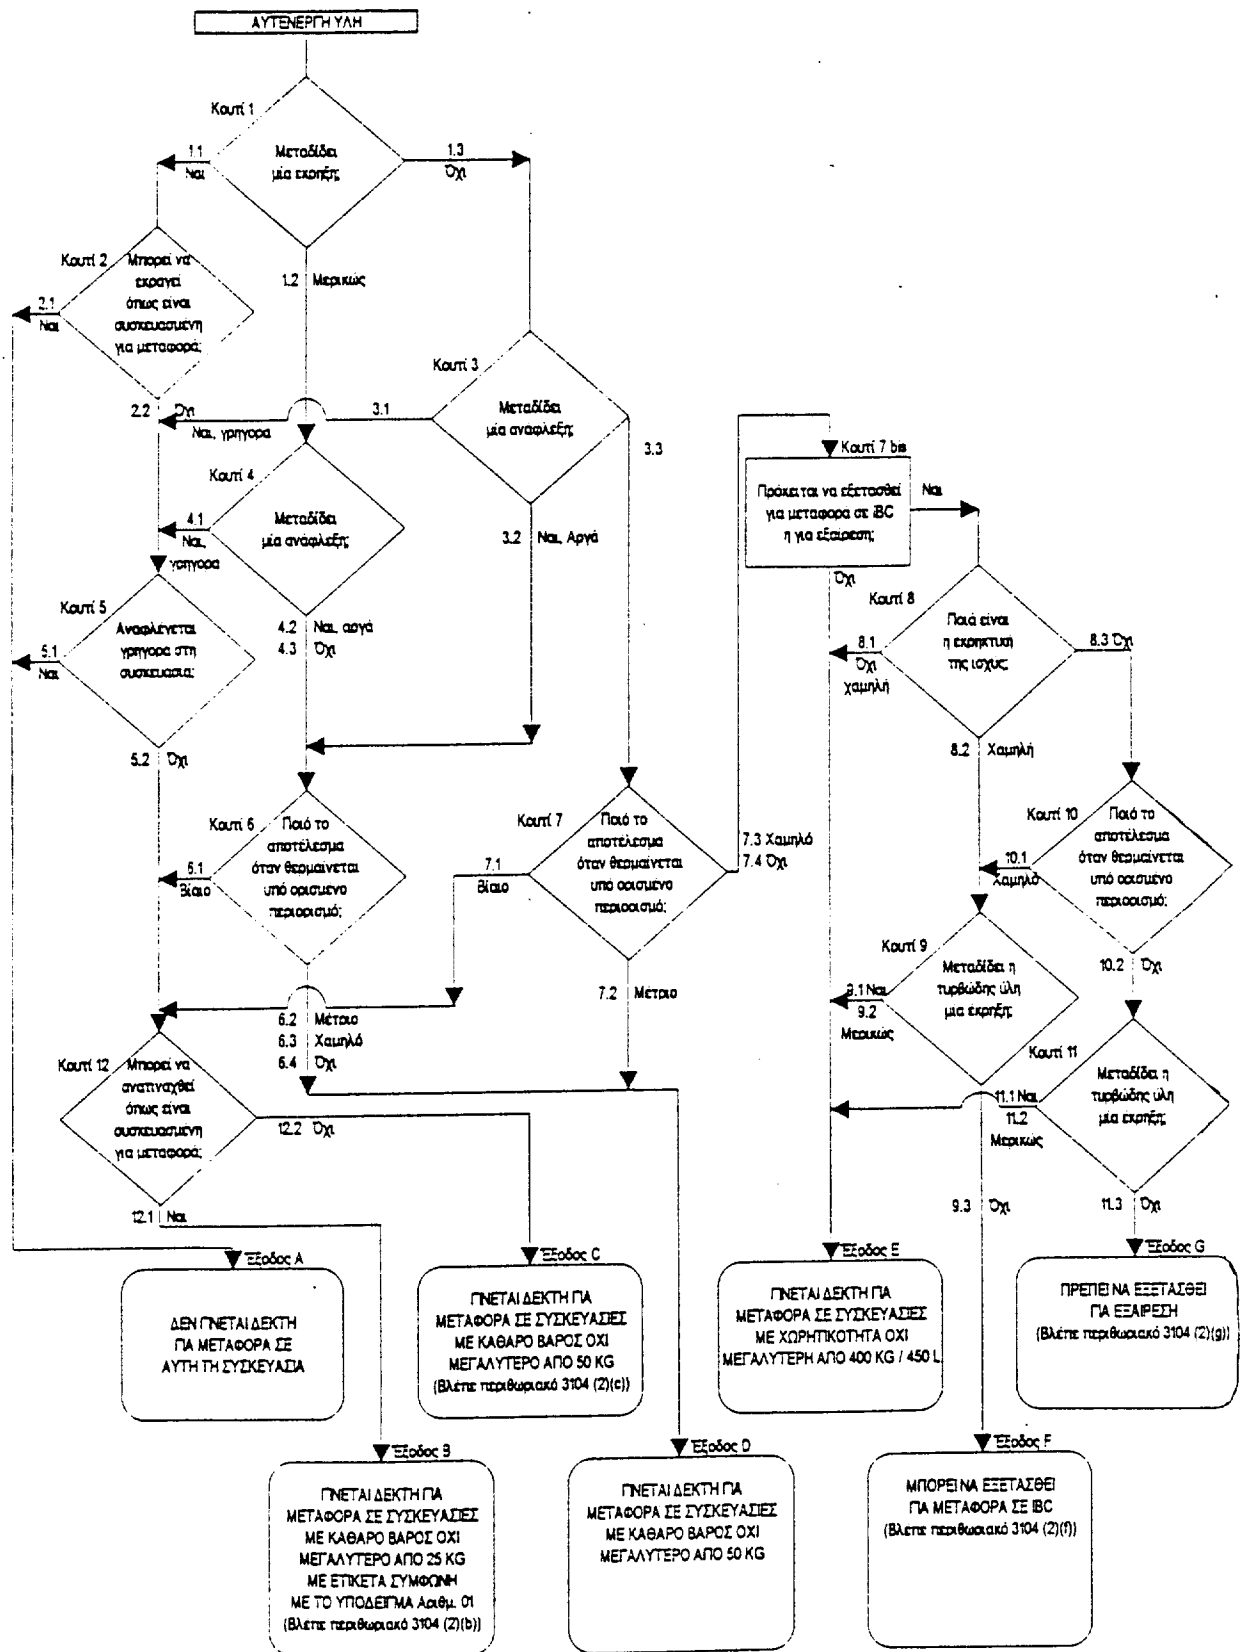 ΑΥΤΕΝΕΡΓΗ ΥΛΗ
Κουτί 1
Μεταδίδει
μία εκρηξη;
1.1
Ναι
1.3
Όχι
1.2 Μερικώς
Κουτί 2
Μπορεί να
εκραγεί
όπως είναι
συσκευασμένη
για μεταφορά;
2.1
Ναι
2.2 Όχι
Κουτί 3
Μεταδίδει
μία αναφλεξη;
3.1
Ναι, γρηγορα
3.2 Ναι, Αργά
3.3
Κουτί 4
Μεταδίδει
μία ανάφλεξη;
4.1
Ναι,
γρηγορα
4.2 Ναι, αργά
4.3 Όχι
Κουτί 5
Αναφλέγεται
γρηγορα στη
συσκευασια;
5.1
Ναι
5.2 Όχι
Κουτί 6
Ποιό το
αποτέλεσμα
όταν θερμαίνεται
υπό ορισμένο
περιορισμό;
6.1
Βίαιο
6.2 Μέτριο
6.3 Χαμηλό
6.4 Όχι
Κουτί 7
Ποιό το
αποτέλεσμα
όταν θερμαίνεται
υπό ορισμένο
περιορισμό;
7.1
Βίαιο
7.2 Μέτριο
7.3 Χαμηλό
7.4 Όχι
Κουτί 7 bis
Πρόκειται να εξετασθεί
για μεταφορα σε IBC
η για εξαίρεση;
Ναι
Όχι
Κουτί 8
Ποιά είναι
η εκρηκτική
της ισχυς;
8.1
Όχι
χαμηλή
8.2 Χαμηλή
8.3 Όχι
Κουτί 9
Μεταδίδει η
τυρβώδης ύλη
μια έκρηξη;
9.1 Ναι
9.2
Μερικώς
9.3 Όχι
Κουτί 10
Ποιό το
αποτέλεσμα
όταν θερμαίνεται
υπό ορισμένο
περιορισμό;
10.1
Χαμηλό
10.2 Όχι
Κουτί 11
Μεταδίδει η
τυρβώδης ύλη
μία έκρηξη;
11.1 Ναι
11.2
Μερικώς
11.3 Όχι
Κουτί 12
Μπορεί να
ανατιναχθεί
όπως είναι
συσκευασμένη
για μεταφορά;
12.1 Ναι
12.2 Όχι
Έξοδος A
ΔΕΝ ΓΙΝΕΤΑΙ ΔΕΚΤΗ
ΓΙΑ ΜΕΤΑΦΟΡΑ ΣΕ
ΑΥΤΗ ΤΗ ΣΥΣΚΕΥΑΣΙΑ
Έξοδος C
ΓΙΝΕΤΑΙ ΔΕΚΤΗ ΓΙΑ
ΜΕΤΑΦΟΡΑ ΣΕ ΣΥΣΚΕΥΑΣΙΕΣ
ΜΕ ΚΑΘΑΡΟ ΒΑΡΟΣ ΟΧΙ
ΜΕΓΑΛΥΤΕΡΟ ΑΠΟ 50 KG
(Βλέπε περιθωριακό 3104 (2)(c))
Έξοδος E
ΓΙΝΕΤΑΙ ΔΕΚΤΗ ΓΙΑ
ΜΕΤΑΦΟΡΑ ΣΕ ΣΥΣΚΕΥΑΣΙΕΣ
ΜΕ ΧΩΡΗΤΙΚΟΤΗΤΑ ΟΧΙ
ΜΕΓΑΛΥΤΕΡΗ ΑΠΟ 400 KG / 450 L
Έξοδος G
ΠΡΕΠΕΙ ΝΑ ΕΞΕΤΑΣΘΕΙ
ΓΙΑ ΕΞΑΙΡΕΣΗ
(Βλέπε περιθωριακό 3104 (2)(g))
Έξοδος B
ΓΙΝΕΤΑΙ ΔΕΚΤΗ ΓΙΑ
ΜΕΤΑΦΟΡΑ ΣΕ ΣΥΣΚΕΥΑΣΙΕΣ
ΜΕ ΚΑΘΑΡΟ ΒΑΡΟΣ ΟΧΙ
ΜΕΓΑΛΥΤΕΡΟ ΑΠΟ 25 KG
ΜΕ ΕΤΙΚΕΤΑ ΣΥΜΦΩΝΗ
ΜΕ ΤΟ ΥΠΟΔΕΙΓΜΑ Αριθμ. 01
(Βλέπε περιθωριακό 3104 (2)(b))
Έξοδος D
ΓΙΝΕΤΑΙ ΔΕΚΤΗ ΓΙΑ
ΜΕΤΑΦΟΡΑ ΣΕ ΣΥΣΚΕΥΑΣΙΕΣ
ΜΕ ΚΑΘΑΡΟ ΒΑΡΟΣ ΟΧΙ
ΜΕΓΑΛΥΤΕΡΟ ΑΠΟ 50 KG
Έξοδος F
ΜΠΟΡΕΙ ΝΑ ΕΞΕΤΑΣΘΕΙ
ΓΙΑ ΜΕΤΑΦΟΡΑ ΣΕ IBC
(Βλέπε περιθωριακό 3104 (2)(f))